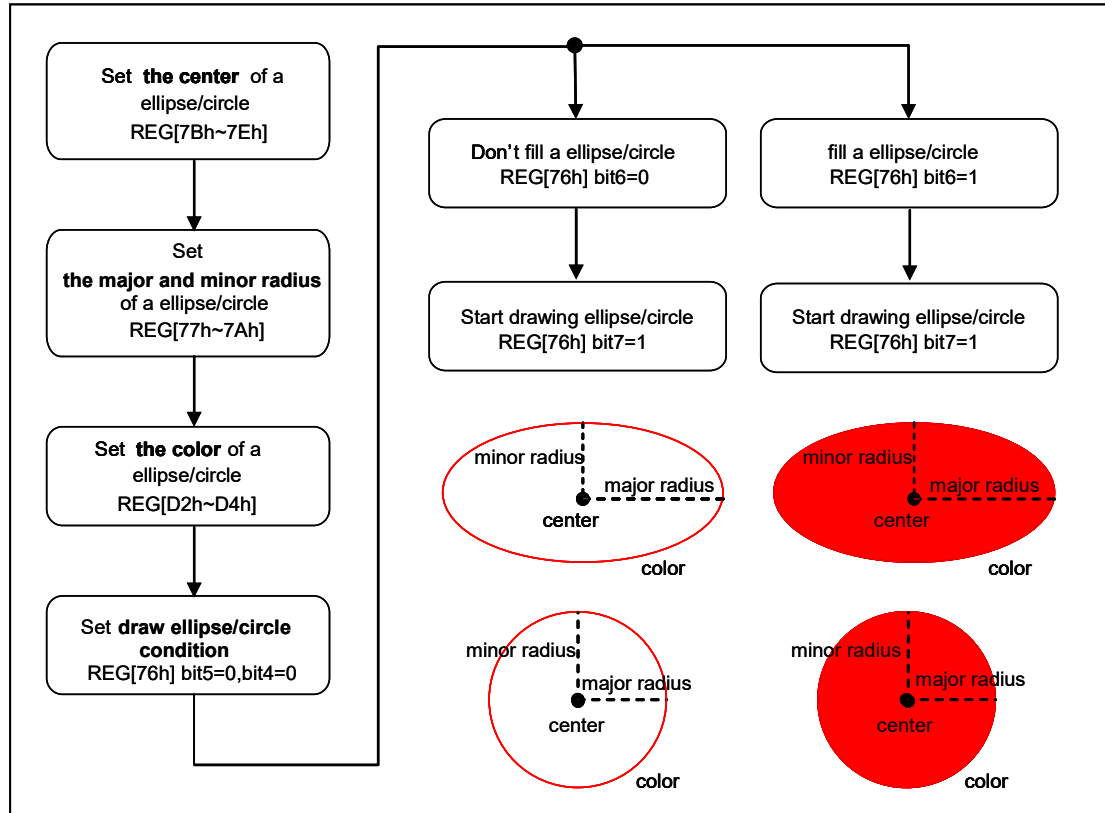 Set the center of a
ellipse/circle
REG[7Bh~7Eh]
Set
the major and minor radius
of a ellipse/circle
REG[77h~7Ah]
Set the color of a
ellipse/circle
REG[D2h~D4h]
Set draw ellipse/circle
condition
REG[76h] bit5=0,bit4=0
Don't fill a ellipse/circle
REG[76h] bit6=0
Start drawing ellipse/circle
REG[76h] bit7=1
fill a ellipse/circle
REG[76h] bit6=1
Start drawing ellipse/circle
REG[76h] bit7=1
minor radius
major radius
center
color
minor radius
major radius
center
color
minor radius
major radius
center
color
minor radius
major radius
center
color